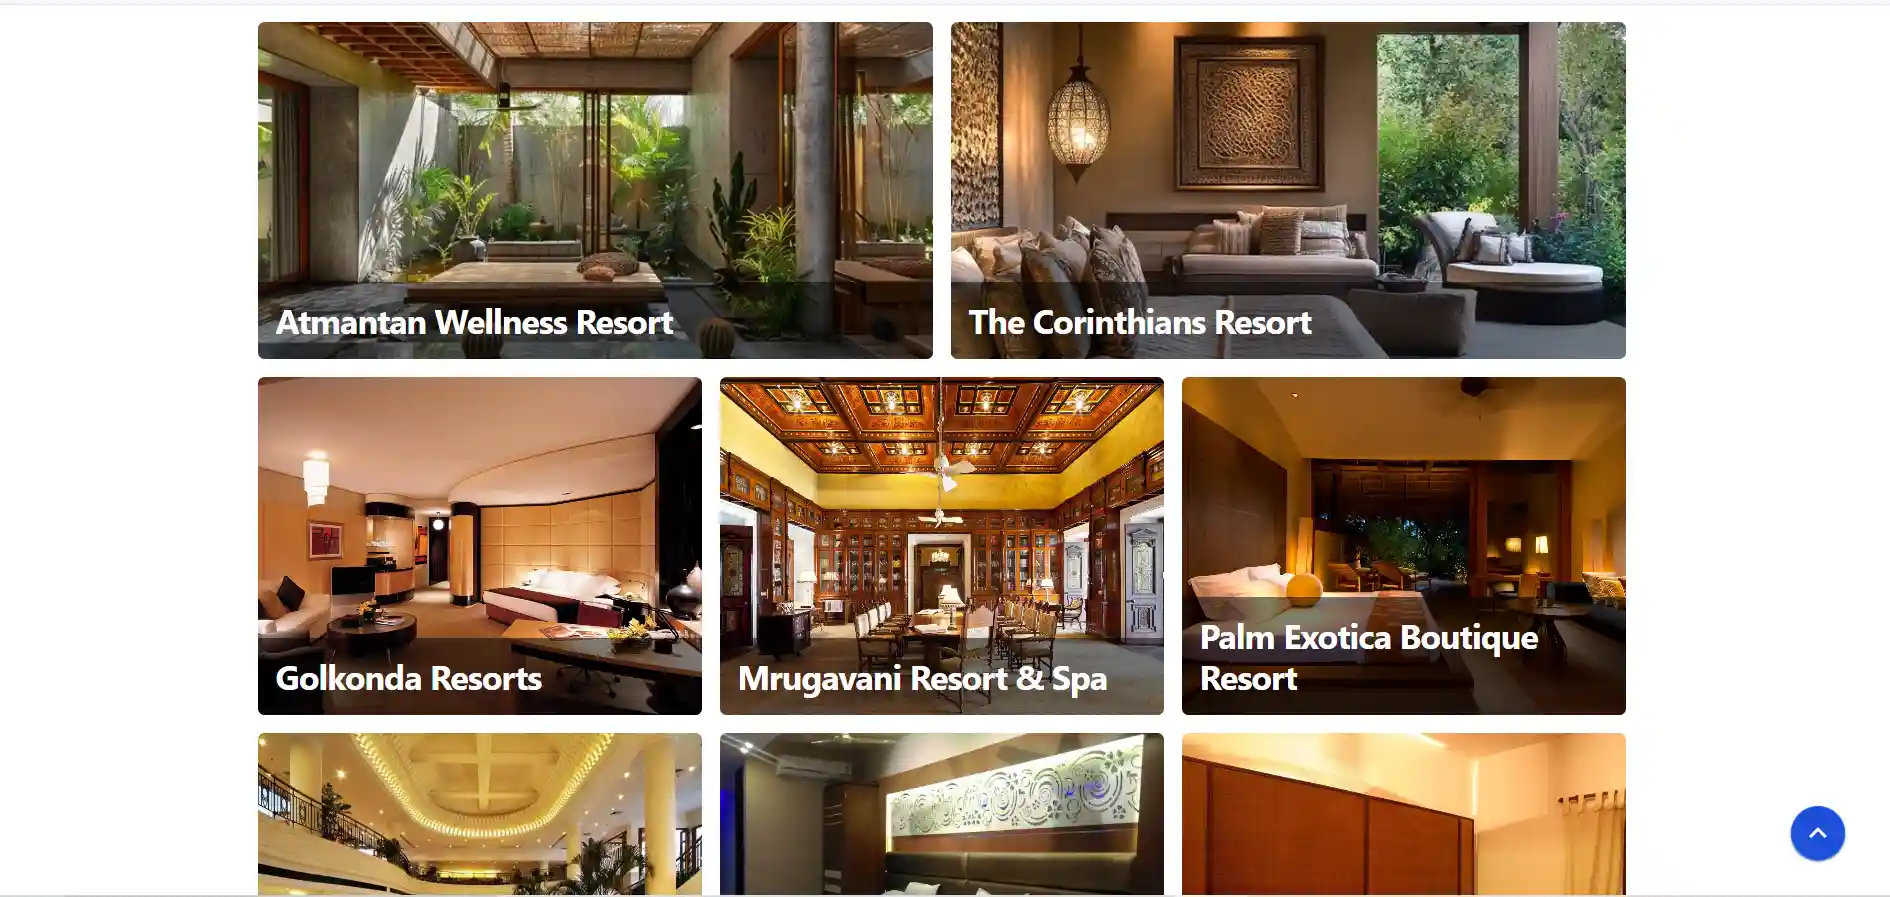 Atmantan Wellness Resort
The Corinthians Resort
Golkonda Resorts
Mrugavani Resort & Spa
Palm Exotica Boutique
Resort